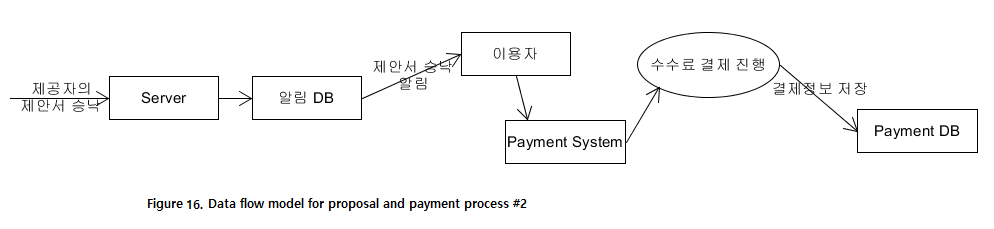 제공자의
제안서 승낙
Server
알림 DB
제안서 승낙
알림
이용자
Payment System
수수료 결제 진행
결제정보 저장
Payment DB
Figure 16. Data flow model for proposal and payment process #2